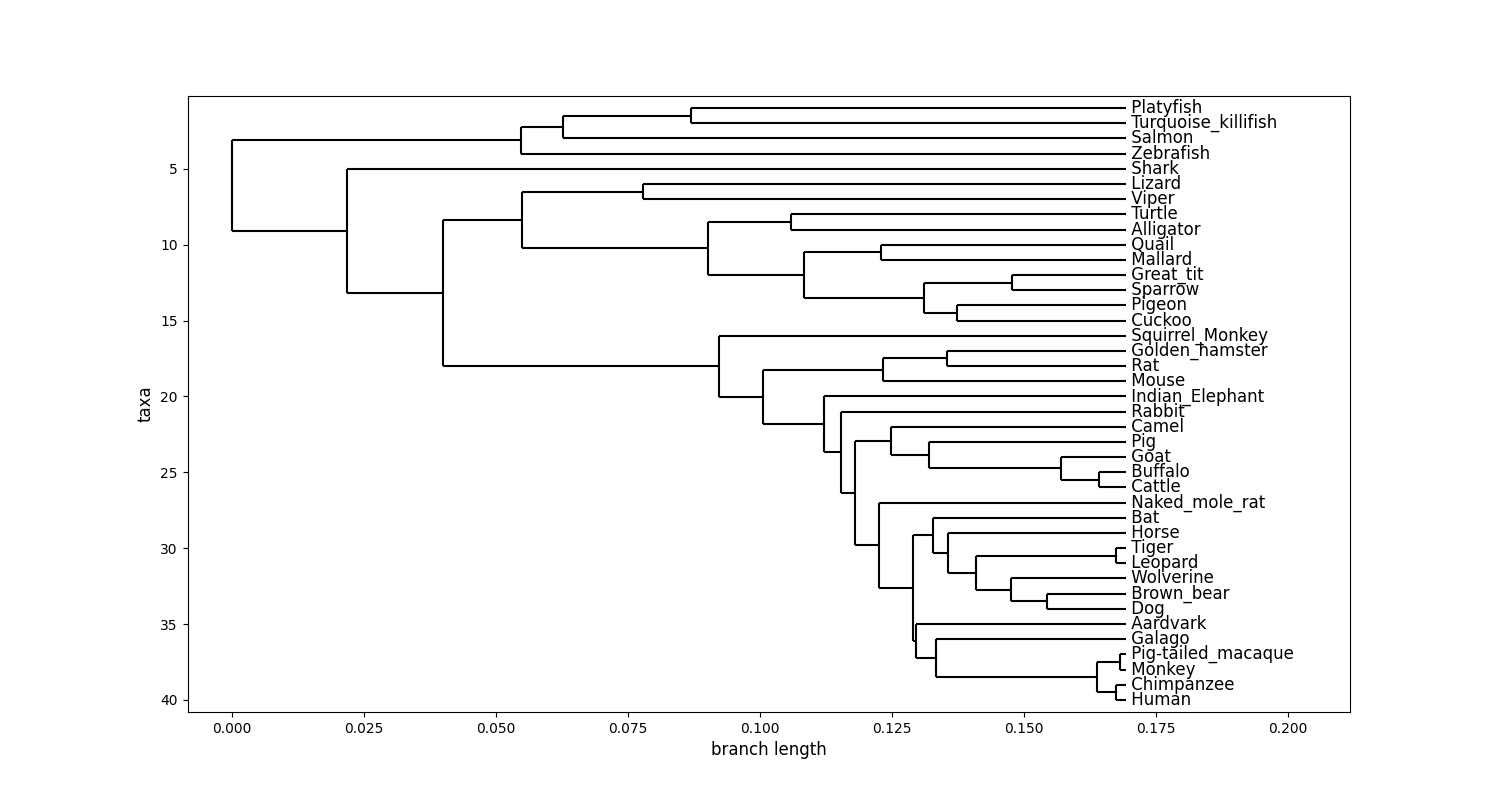 Platyfish
Turquoise_killifish
Salmon
Zebrafish
5
Shark
Lizard
Viper
Turtle
Alligator
10
Quail
Mallard
Great_tit
Sparrow
Pigeon
15
Cuckoo
Squirrel_Monkey
Golden_hamster
Rat
Mouse
20
Indian_Elephant
Rabbit
Camel
Pig
Goat
25
Buffalo
Cattle
Naked_mole_rat
Bat
Horse
30
Tiger
Leopard
Wolverine
Brown_bear
Dog
35
Aardvark
Galago
Pig-tailed_macaque
Monkey
Chimpanzee
40
Human
taxa
0.000 0.025 0.050 0.075 0.100 0.125 0.150 0.175 0.200
branch length